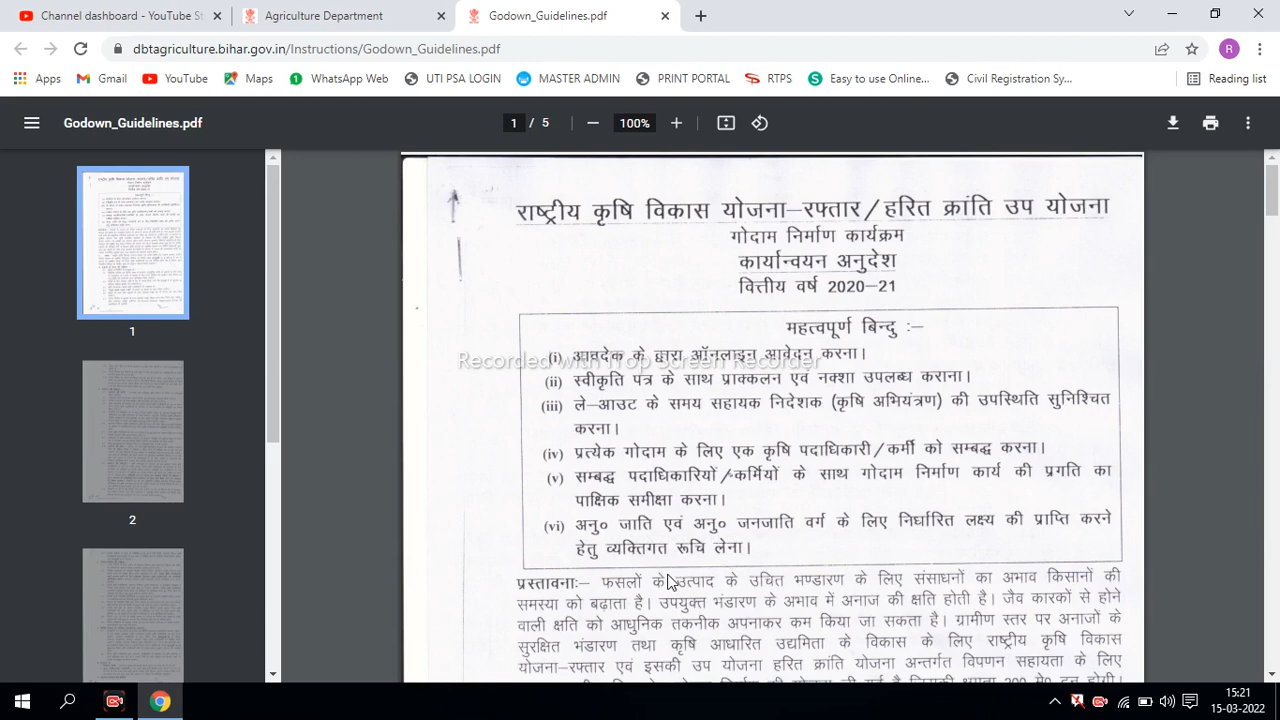 Channel dashboard - YouTube St
Agriculture Department
Godown_Guidelines.pdf
dbtagriculture.bihar.gov.in/Instructions/Godown_Guidelines.pdf
R
Apps
Gmail
YouTube
Maps
WhatsApp Web
UTI FRA LOGIN
MASTER ADMIN
PRINT PORTAL
RTPS
Easy to use Online...
Civil Registration Sy...
Reading list
Godown_Guidelines.pdf
1 / 5
100%
राष्ट्रीय कृषि विकास योजना–रफ्तार/हरित क्रांति उप योजना
गोदाम निर्माण कार्यक्रम
कार्यान्वयन अनुदेश
वित्तीय वर्ष 2020–21
महत्वपूर्ण बिन्दु :–
(i) आवदेक के द्वारा ऑनलाइन आवेदन करना।
Recorded with Screen Recorder
(ii) स्वीकृति पत्र के साथ प्राक्कलन एवं नक्शा उपलब्ध कराना।
(iii) ले–आउट के समय सहायक निदेशक (कृषि अभियंत्रण) की उपस्थिति सुनिश्चित
करना।
(iv) प्रत्येक गोदाम के लिए एक कृषि पदाधिकारी/कर्मी को सम्बद्ध करना।
(v) सम्बद्ध पदाधिकारियों/कर्मियों के साथ गोदाम निर्माण कार्य की प्रगति का
पाक्षिक समीक्षा करना।
(vi) अनु० जाति एवं अनु० जनजाति वर्ग के लिए निर्धारित लक्ष्य की प्राप्ति करने
हेतु व्यक्तिगत रूचि लेना।
प्रस्तावना:– फसलों के उत्पाद के उचित भण्डारण के लिए संसाधनों का अभाव किसानों की
समस्या को बढ़ाता है। उपयुक्त भंडारण के अभाव में अनाज की क्षति होती है। जैव कारकों से होने
वाली क्षति को आधुनिक तकनीक अपनाकर कम किया जा सकता है। ग्रामीण स्तर पर अनाजों के
सुरक्षित भंडारण तथा कृषि आधारित उद्यमिता के विकास के लिए राष्ट्रीय कृषि विकास
योजना–रफ्तार एवं इसकी उप योजना हरित क्रांति योजना अन्तर्गत विपणन सहायता के लिए
1
2
15:21
15-03-2022